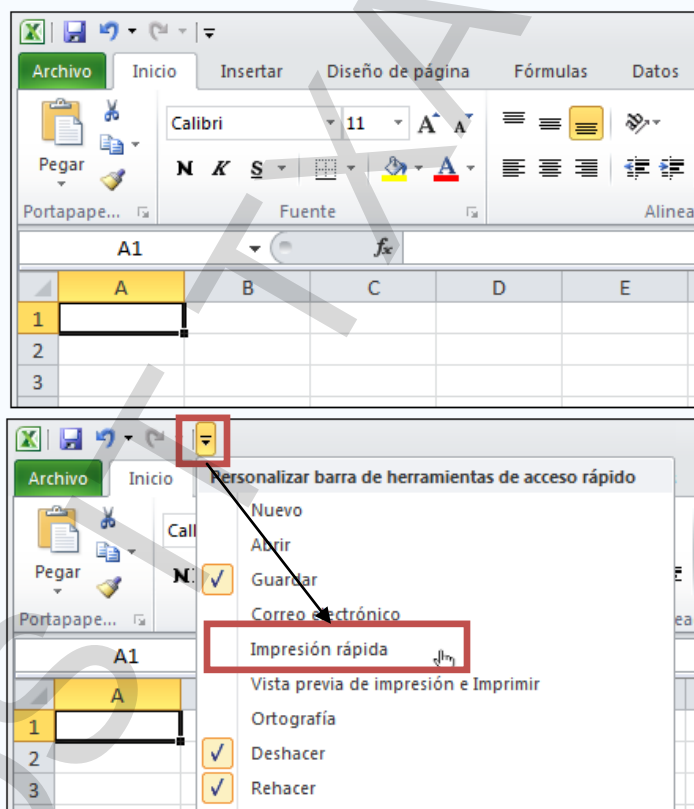 Archivo Inicio Insertar Diseño de página Fórmulas Datos
Calibri 11 A A
Pegar N K S A
Portapape... Fuente Alinea
A1 fx
A B C D E
1
2
3
Archivo Inicio Personalizar barra de herramientas de acceso rápido
Nuevo
Call
Abrir
Pegar N Guardar
Portapape... Correo electrónico ea
A1 Impresión rápida
A Vista previa de impresión e Imprimir
1 Ortografía
2 Deshacer
3 Rehacer